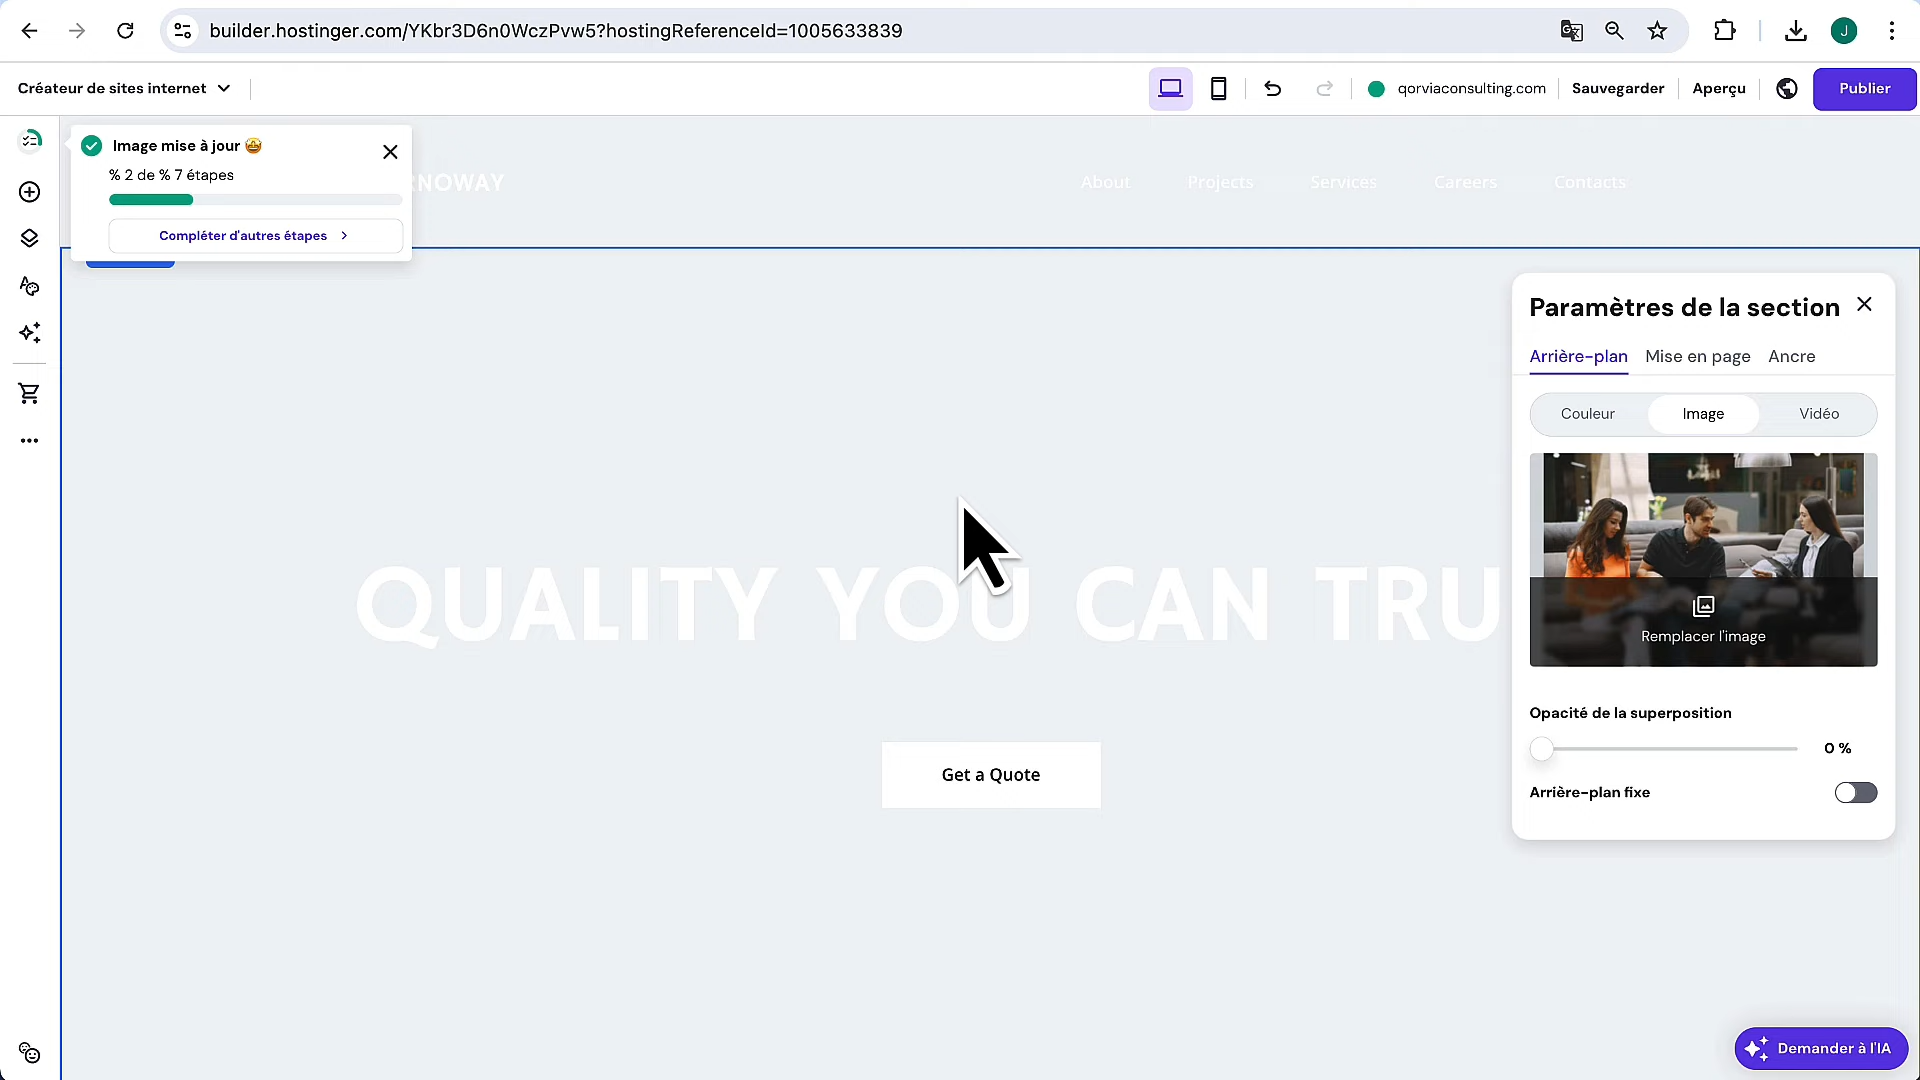 builder.hostinger.com/YKbr3D6n0WczPvw5?hostingReferenceId=1005633839
J
Créateur de sites internet
qorviaconsulting.com
Sauvegarder
Aperçu
Publier
Image mise à jour 🤩
% 2 de % 7 étapes
Compléter d'autres étapes
RNOWAY
About
Projects
Services
Careers
Contacts
Paramètres de la section
Arrière-plan
Mise en page
Ancre
Couleur
Image
Vidéo
Remplacer l'image
Opacité de la superposition
0 %
Arrière-plan fixe
QUALITY YOU CAN TRU
Get a Quote
Demander à l'IA